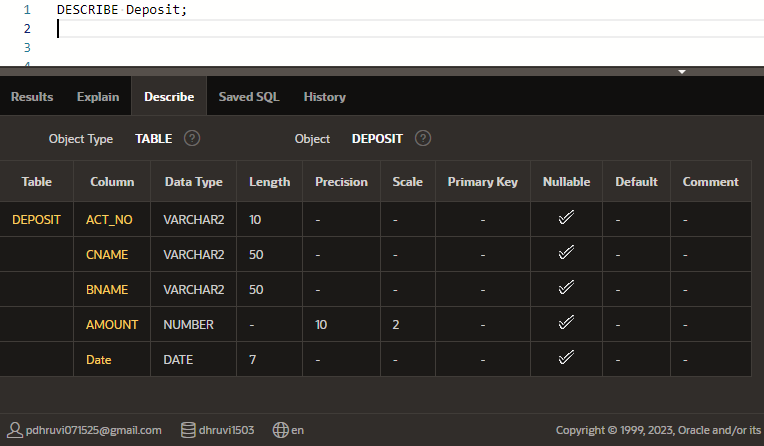 1 DESCRIBE Deposit;
2
3
4
Results Explain Describe Saved SQL History
Object Type TABLE ? Object DEPOSIT ?
Table Column Data Type Length Precision Scale Primary Key Nullable Default Comment
DEPOSIT ACT_NO VARCHAR2 10 - - - - -
CNAME VARCHAR2 50 - - - - -
BNAME VARCHAR2 50 - - - - -
AMOUNT NUMBER - 10 2 - - -
Date DATE 7 - - - - -
pdhruvi071525@gmail.com dhruvi1503 en Copyright © 1999, 2023, Oracle and/or its